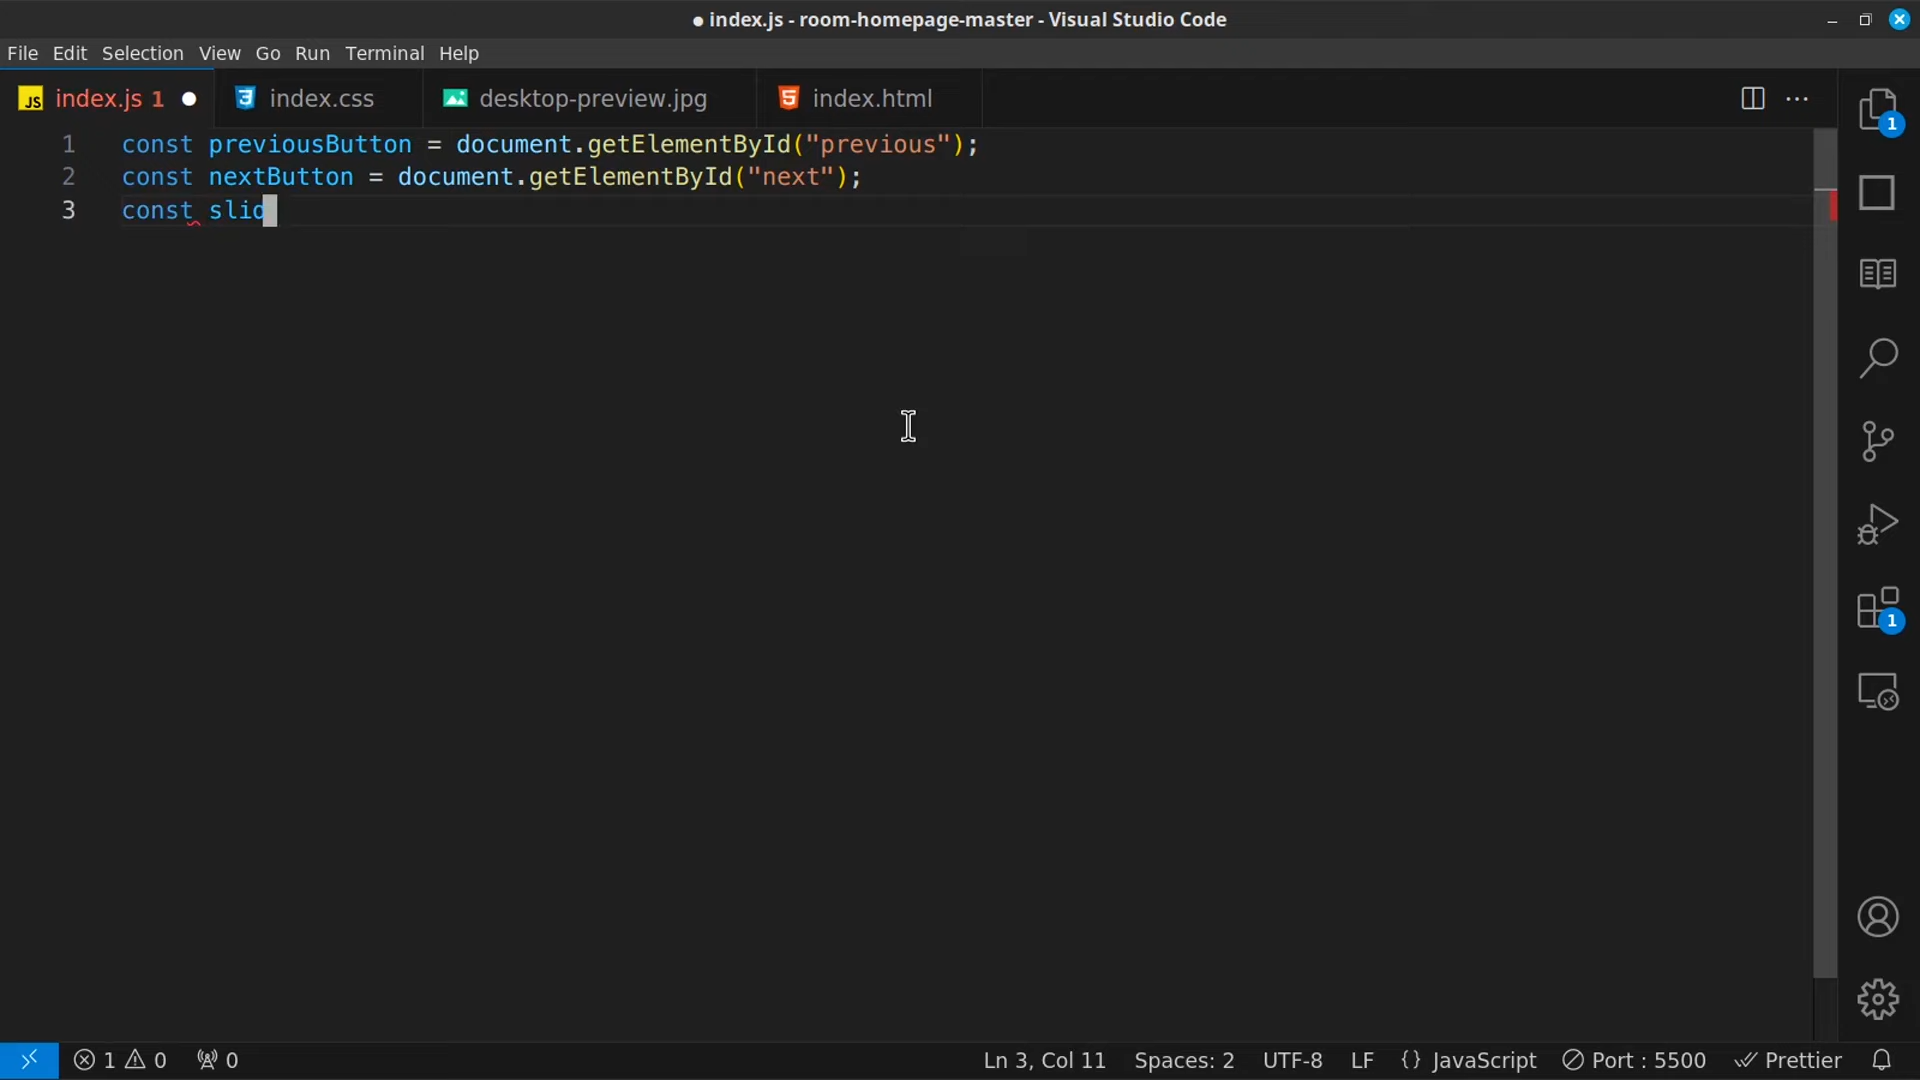 ● index.js - room-homepage-master - Visual Studio Code
File Edit Selection View Go Run Terminal Help
JS index.js 1 index.css desktop-preview.jpg index.html
1 const previousButton = document.getElementById("previous");
2 const nextButton = document.getElementById("next");
3 const slid
1
1
1 0 0 Ln 3, Col 11 Spaces: 2 UTF-8 LF {} JavaScript Port : 5500 Prettier